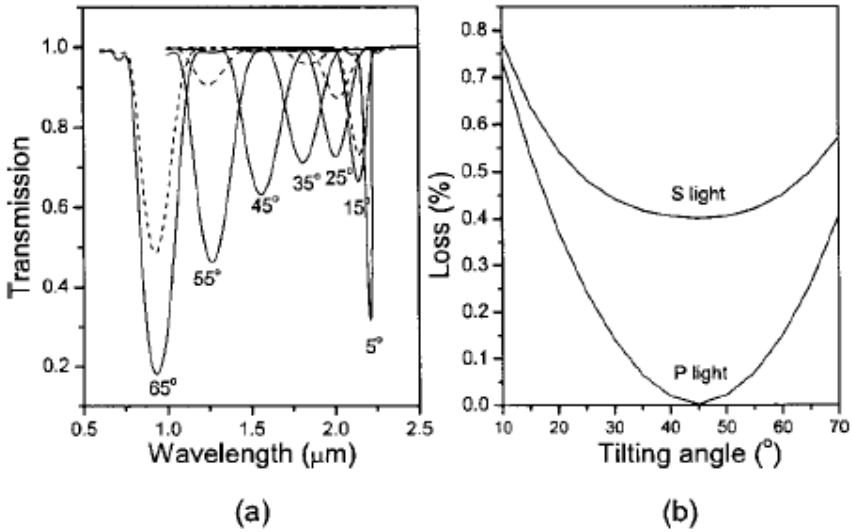 Transmission
1.0
0.8
0.6
0.4
0.2
65°
55°
45°
35°
25°
15°
5°
0.5 1.0 1.5 2.0 2.5
Wavelength (μm)
(a)
Loss (%)
0.8
0.7
0.6
0.5
0.4
0.3
0.2
0.1
0.0
S light
P light
10 20 30 40 50 60 70
Tilting angle (°)
(b)